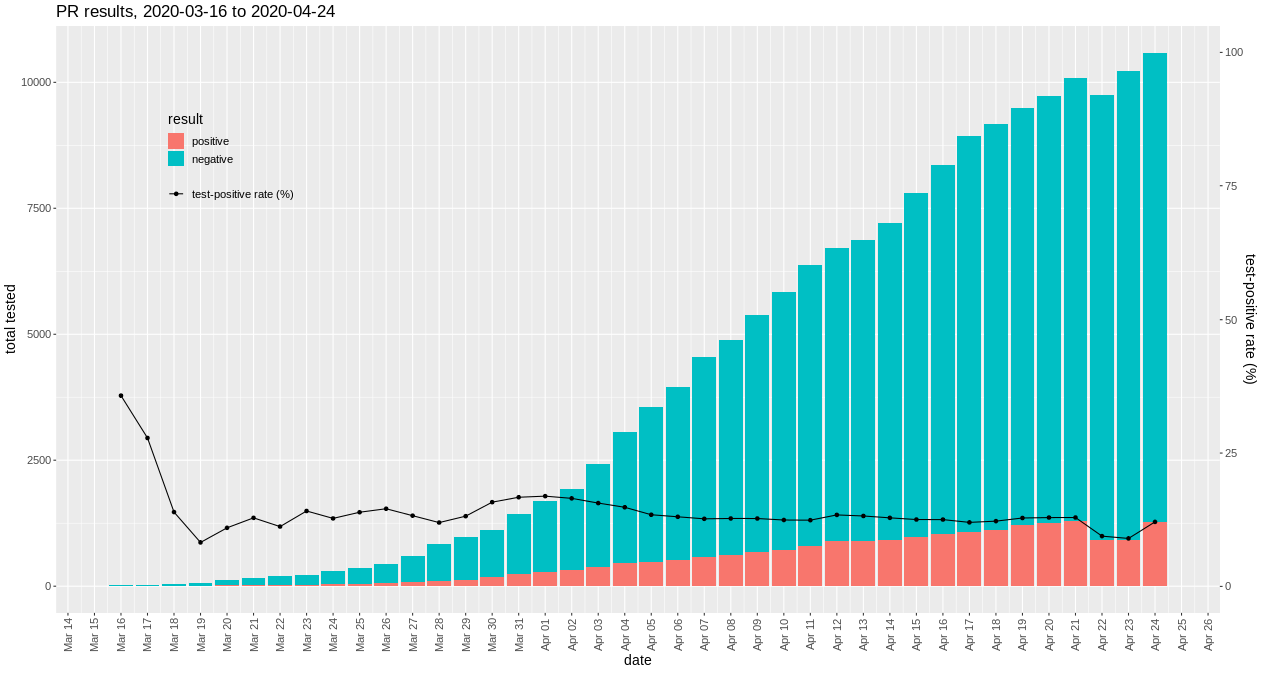 PR results, 2020-03-16 to 2020-04-24
result
positive
negative
test-positive rate (%)
total tested
10000
7500
5000
2500
0
100
75
50
25
0
test-positive rate (%)
Mar 14
Mar 15
Mar 16
Mar 17
Mar 18
Mar 19
Mar 20
Mar 21
Mar 22
Mar 23
Mar 24
Mar 25
Mar 26
Mar 27
Mar 28
Mar 29
Mar 30
Mar 31
Apr 01
Apr 02
Apr 03
Apr 04
Apr 05
Apr 06
Apr 07
Apr 08
Apr 09
Apr 10
Apr 11
Apr 12
Apr 13
Apr 14
Apr 15
Apr 16
Apr 17
Apr 18
Apr 19
Apr 20
Apr 21
Apr 22
Apr 23
Apr 24
Apr 25
Apr 26
date